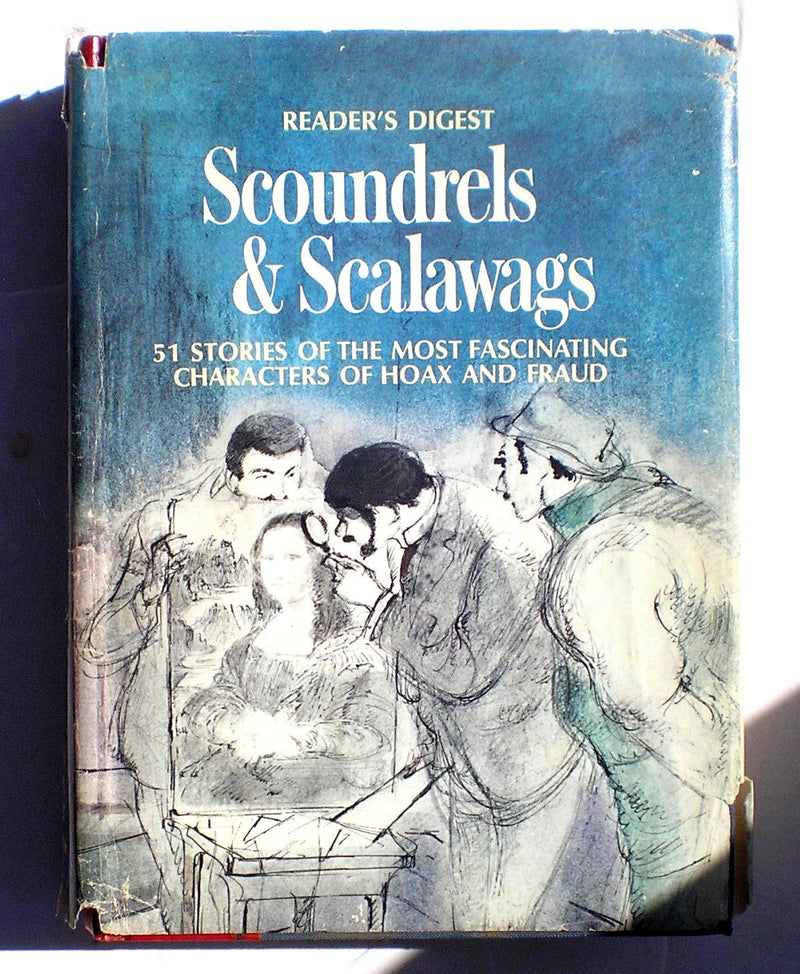 READER'S DIGEST
Scoundrels
& Scalawags
51 STORIES OF THE MOST FASCINATING
CHARACTERS OF HOAX AND FRAUD